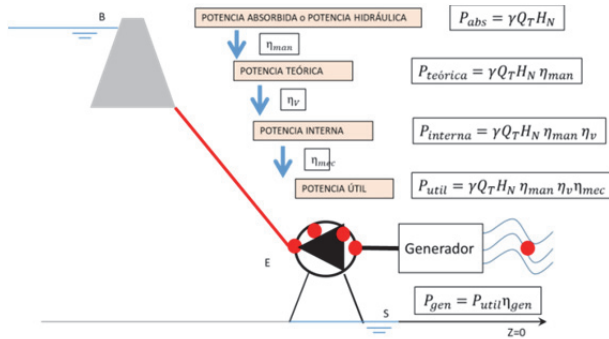 B
POTENCIA ABSORBIDA o POTENCIA HIDRÁULICA
P_abs = γQ_T H_N
η_man
POTENCIA TEÓRICA
P_teórica = γQ_T H_N η_man
η_V
POTENCIA INTERNA
P_interna = γQ_T H_N η_man η_v
η_mec
POTENCIA ÚTIL
P_util = γQ_T H_N η_man η_v η_mec
Generador
E
P_gen = P_util η_gen
S
Z=0